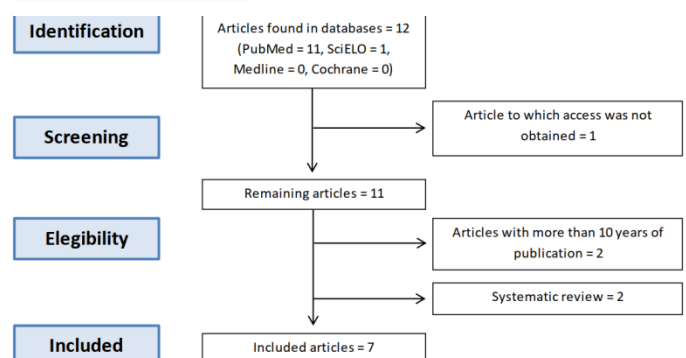 Identification
Articles found in databases = 12
(PubMed = 11, SciELO = 1,
Medline = 0, Cochrane = 0)
Screening
Article to which access was not
obtained = 1
Remaining articles = 11
Elegibility
Articles with more than 10 years of
publication = 2
Systematic review = 2
Included
Included articles = 7